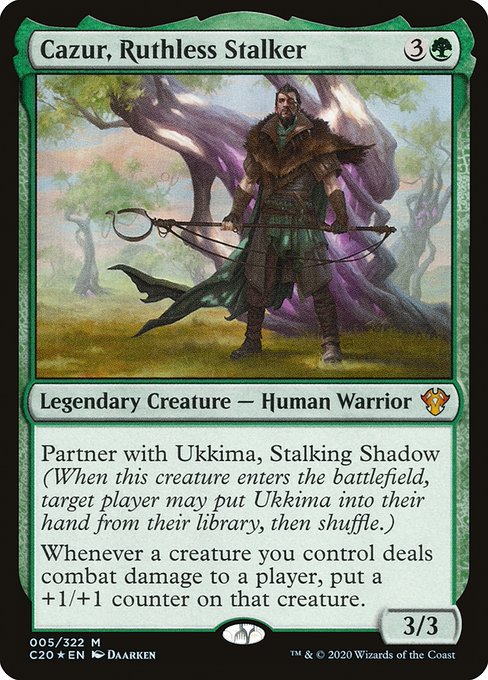 Cazur, Ruthless Stalker 3
Legendary Creature — Human Warrior
Partner with Ukkima, Stalking Shadow
(When this creature enters the battlefield,
target player may put Ukkima into their
hand from their library, then shuffle.)
Whenever a creature you control deals
combat damage to a player, put a
+1/+1 counter on that creature.
3/3
005/322 M
C20 ★ EN DAARKEN
™ & © 2020 Wizards of the Coast